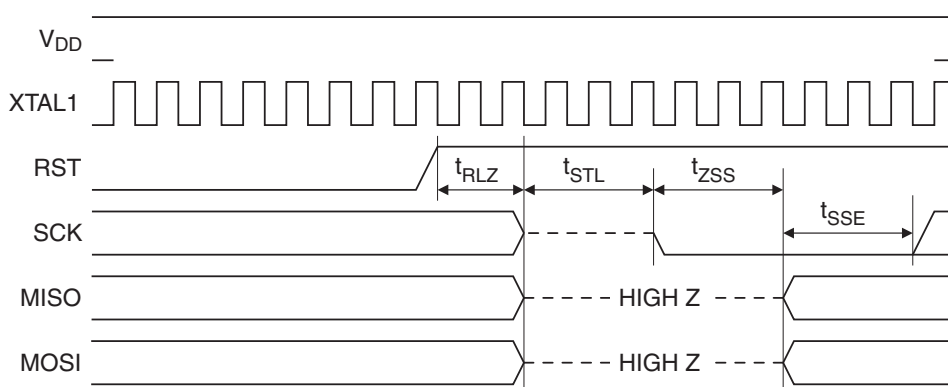 VDD
XTAL1
RST
tRLZ
tSTL
tZSS
SCK
tSSE
MISO
HIGH Z
MOSI
HIGH Z